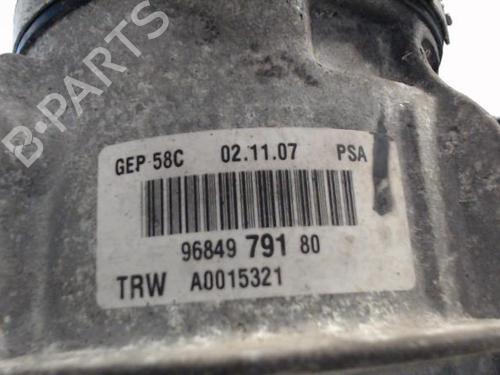 B-PARTS
GEP 58C 02.11.07 PSA
96849 791 80
TRW A0015321